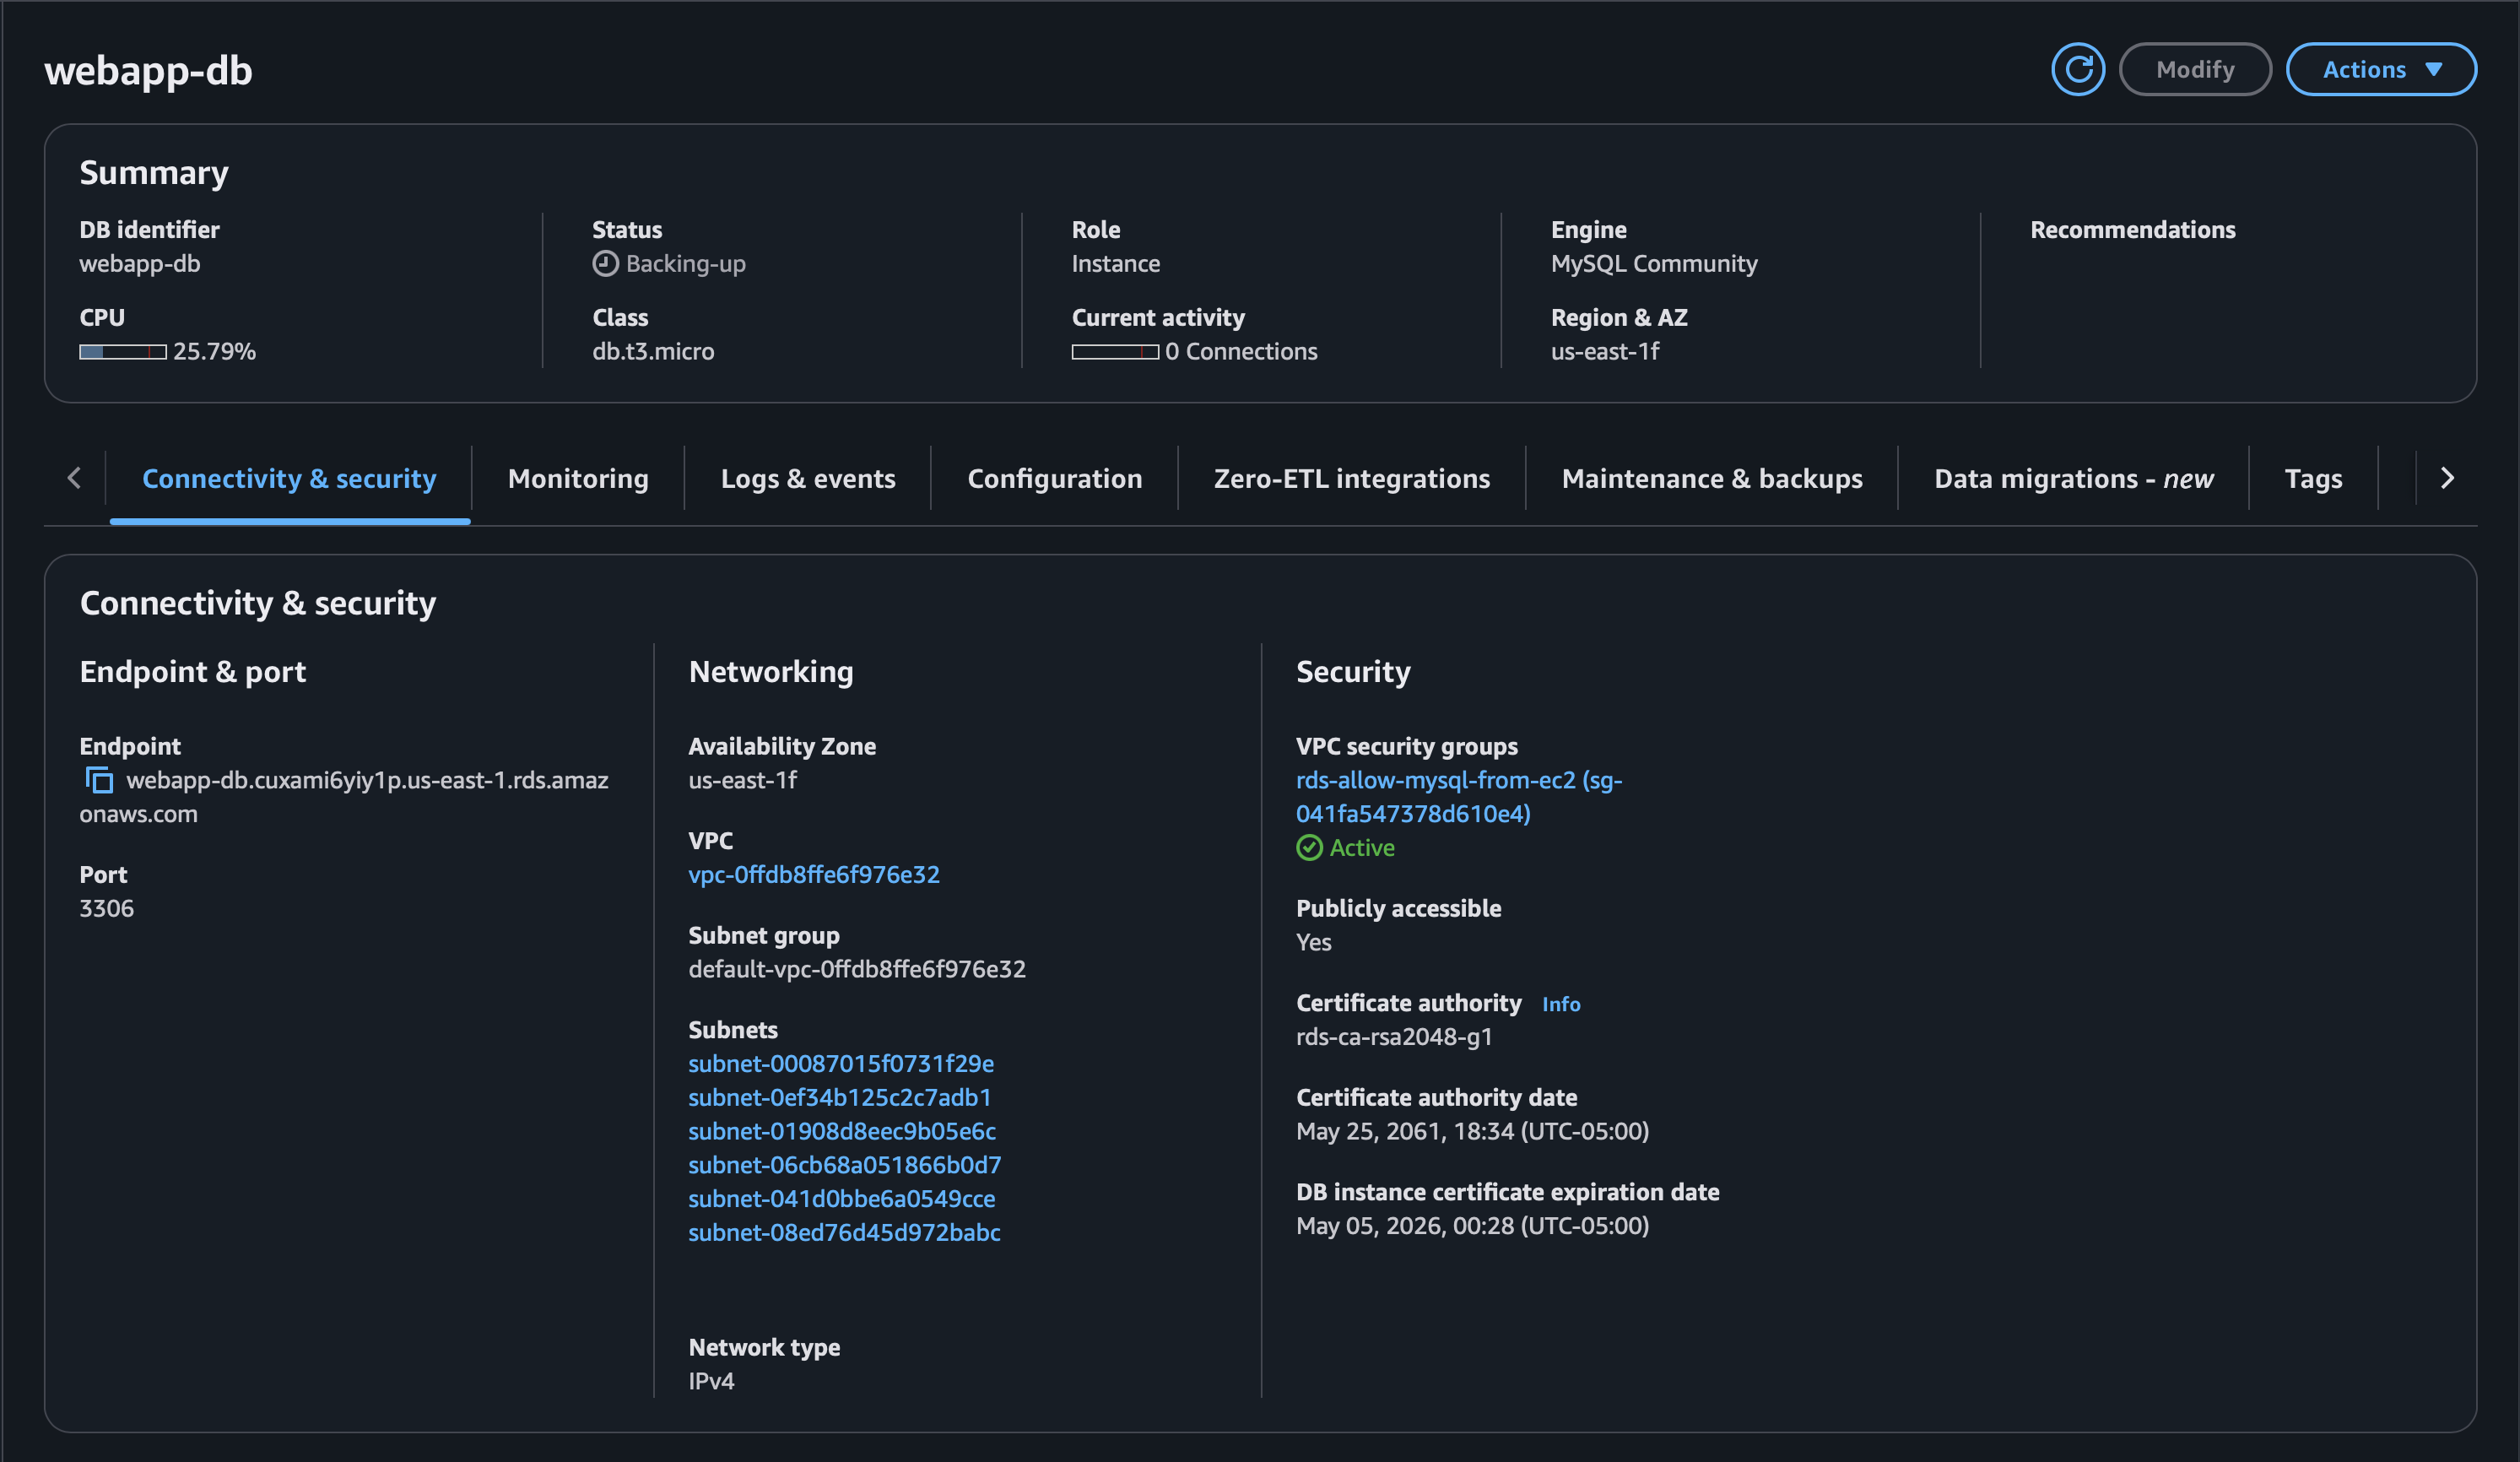 webapp-db
Modify
Actions
Summary
DB identifier
webapp-db
Status
Backing-up
Role
Instance
Engine
MySQL Community
Recommendations
CPU
25.79%
Class
db.t3.micro
Current activity
0 Connections
Region & AZ
us-east-1f
Connectivity & security
Monitoring
Logs & events
Configuration
Zero-ETL integrations
Maintenance & backups
Data migrations - new
Tags
Connectivity & security
Endpoint & port
Endpoint
webapp-db.cuxami6yiy1p.us-east-1.rds.amaz
onaws.com
Port
3306
Networking
Availability Zone
us-east-1f
VPC
vpc-0ffdb8ffe6f976e32
Subnet group
default-vpc-0ffdb8ffe6f976e32
Subnets
subnet-00087015f0731f29e
subnet-0ef34b125c2c7adb1
subnet-01908d8eec9b05e6c
subnet-06cb68a051866b0d7
subnet-041d0bbe6a0549cce
subnet-08ed76d45d972babc
Network type
IPv4
Security
VPC security groups
rds-allow-mysql-from-ec2 (sg-
041fa547378d610e4)
Active
Publicly accessible
Yes
Certificate authority Info
rds-ca-rsa2048-g1
Certificate authority date
May 25, 2061, 18:34 (UTC-05:00)
DB instance certificate expiration date
May 05, 2026, 00:28 (UTC-05:00)